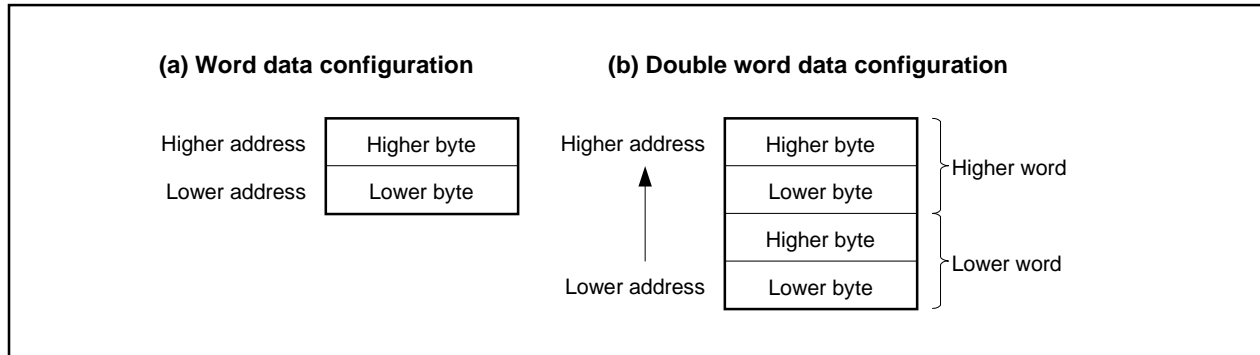 (a) Word data configuration
Higher address Higher byte
Lower address Lower byte
(b) Double word data configuration
Higher address Higher byte
Lower byte
Higher word
Higher byte
Lower address Lower byte
Lower word